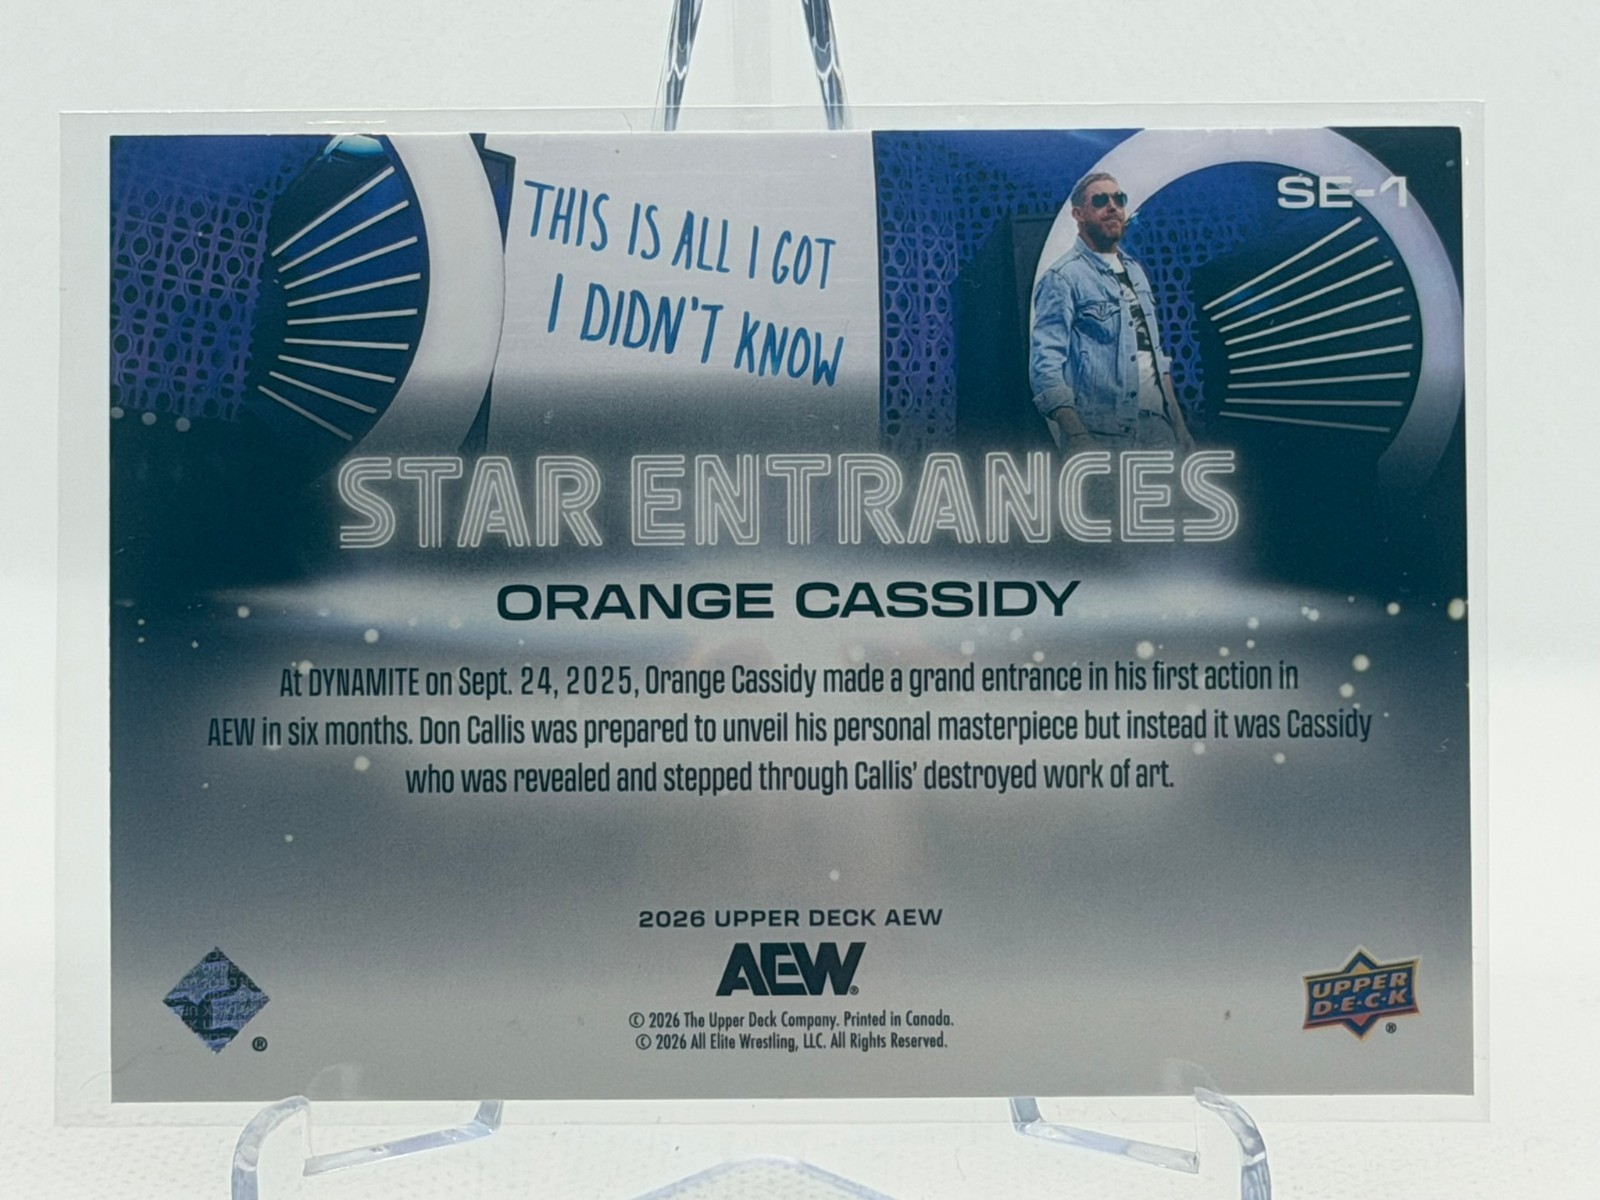 SE-1
THIS IS ALL I GOT
I DIDN'T KNOW
STAR ENTRANCES
ORANGE CASSIDY
At DYNAMITE on Sept. 24, 2025, Orange Cassidy made a grand entrance in his first action in
AEW in six months. Don Callis was prepared to unveil his personal masterpiece but instead it was Cassidy
who was revealed and stepped through Callis' destroyed work of art.
2026 UPPER DECK AEW
AEW®
UPPER
D·E·C·K
®
®
© 2026 The Upper Deck Company. Printed in Canada.
© 2026 All Elite Wrestling, LLC. All Rights Reserved.